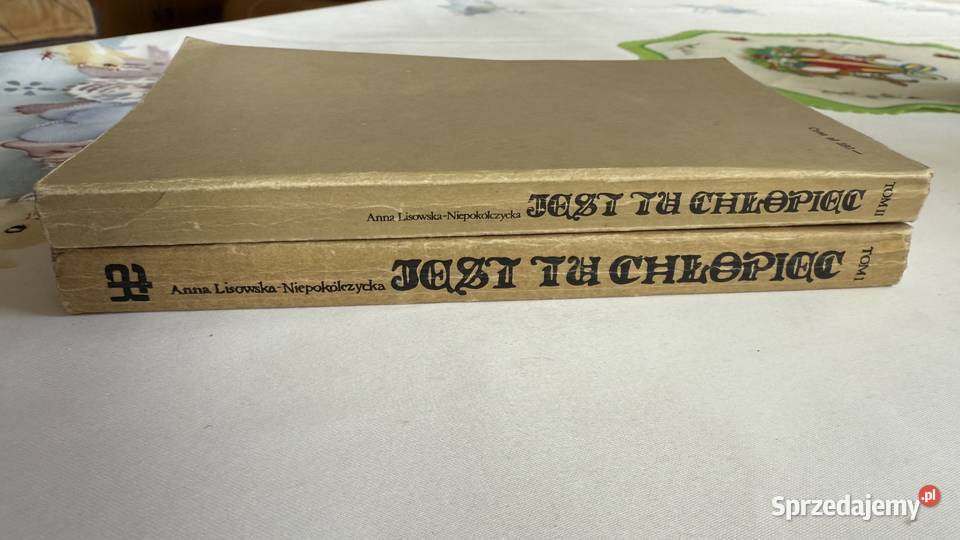 Anna Lisowska-Niepokólczycka JEST TU CHŁOPIEC TOM II
Anna Lisowska-Niepokólczycka JEST TU CHŁOPIEC TOM I
Sprzedajemy.pl